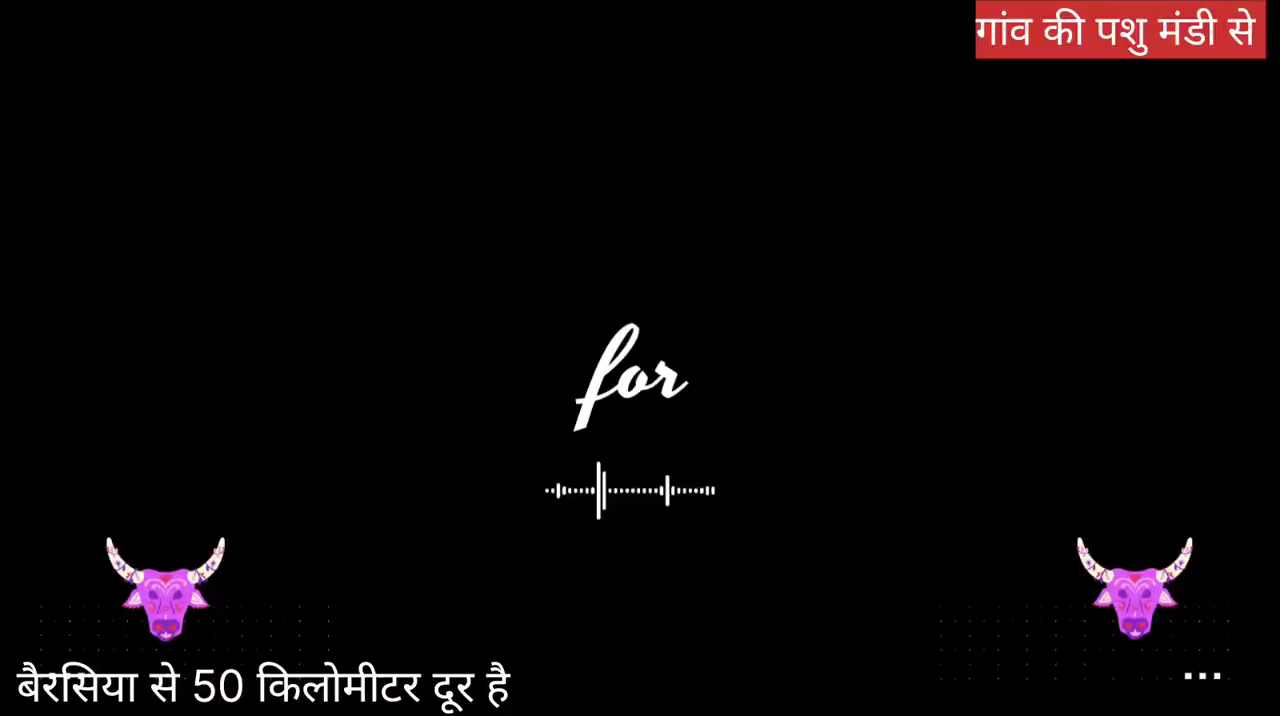 गांव की पशु मंडी से
for
बैरसिया से 50 किलोमीटर दूर है
...